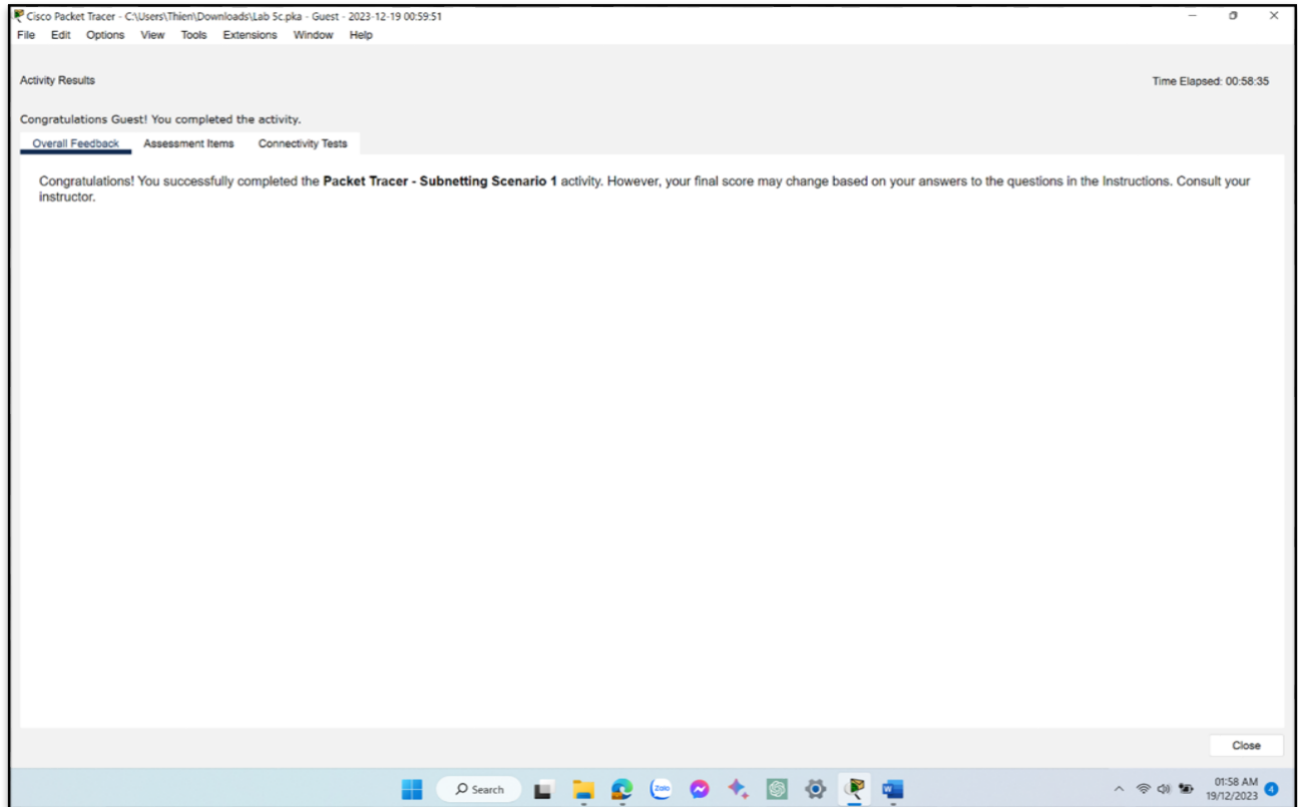 Cisco Packet Tracer - C:\Users\Thien\Downloads\Lab 5c.pka - Guest - 2023-12-19 00:59:51
File Edit Options View Tools Extensions Window Help
Activity Results
Time Elapsed: 00:58:35
Congratulations Guest! You completed the activity.
Overall Feedback Assessment Items Connectivity Tests
Congratulations! You successfully completed the Packet Tracer - Subnetting Scenario 1 activity. However, your final score may change based on your answers to the questions in the Instructions. Consult your
instructor.
Close
Search
Zalo
01:58 AM
19/12/2023
4